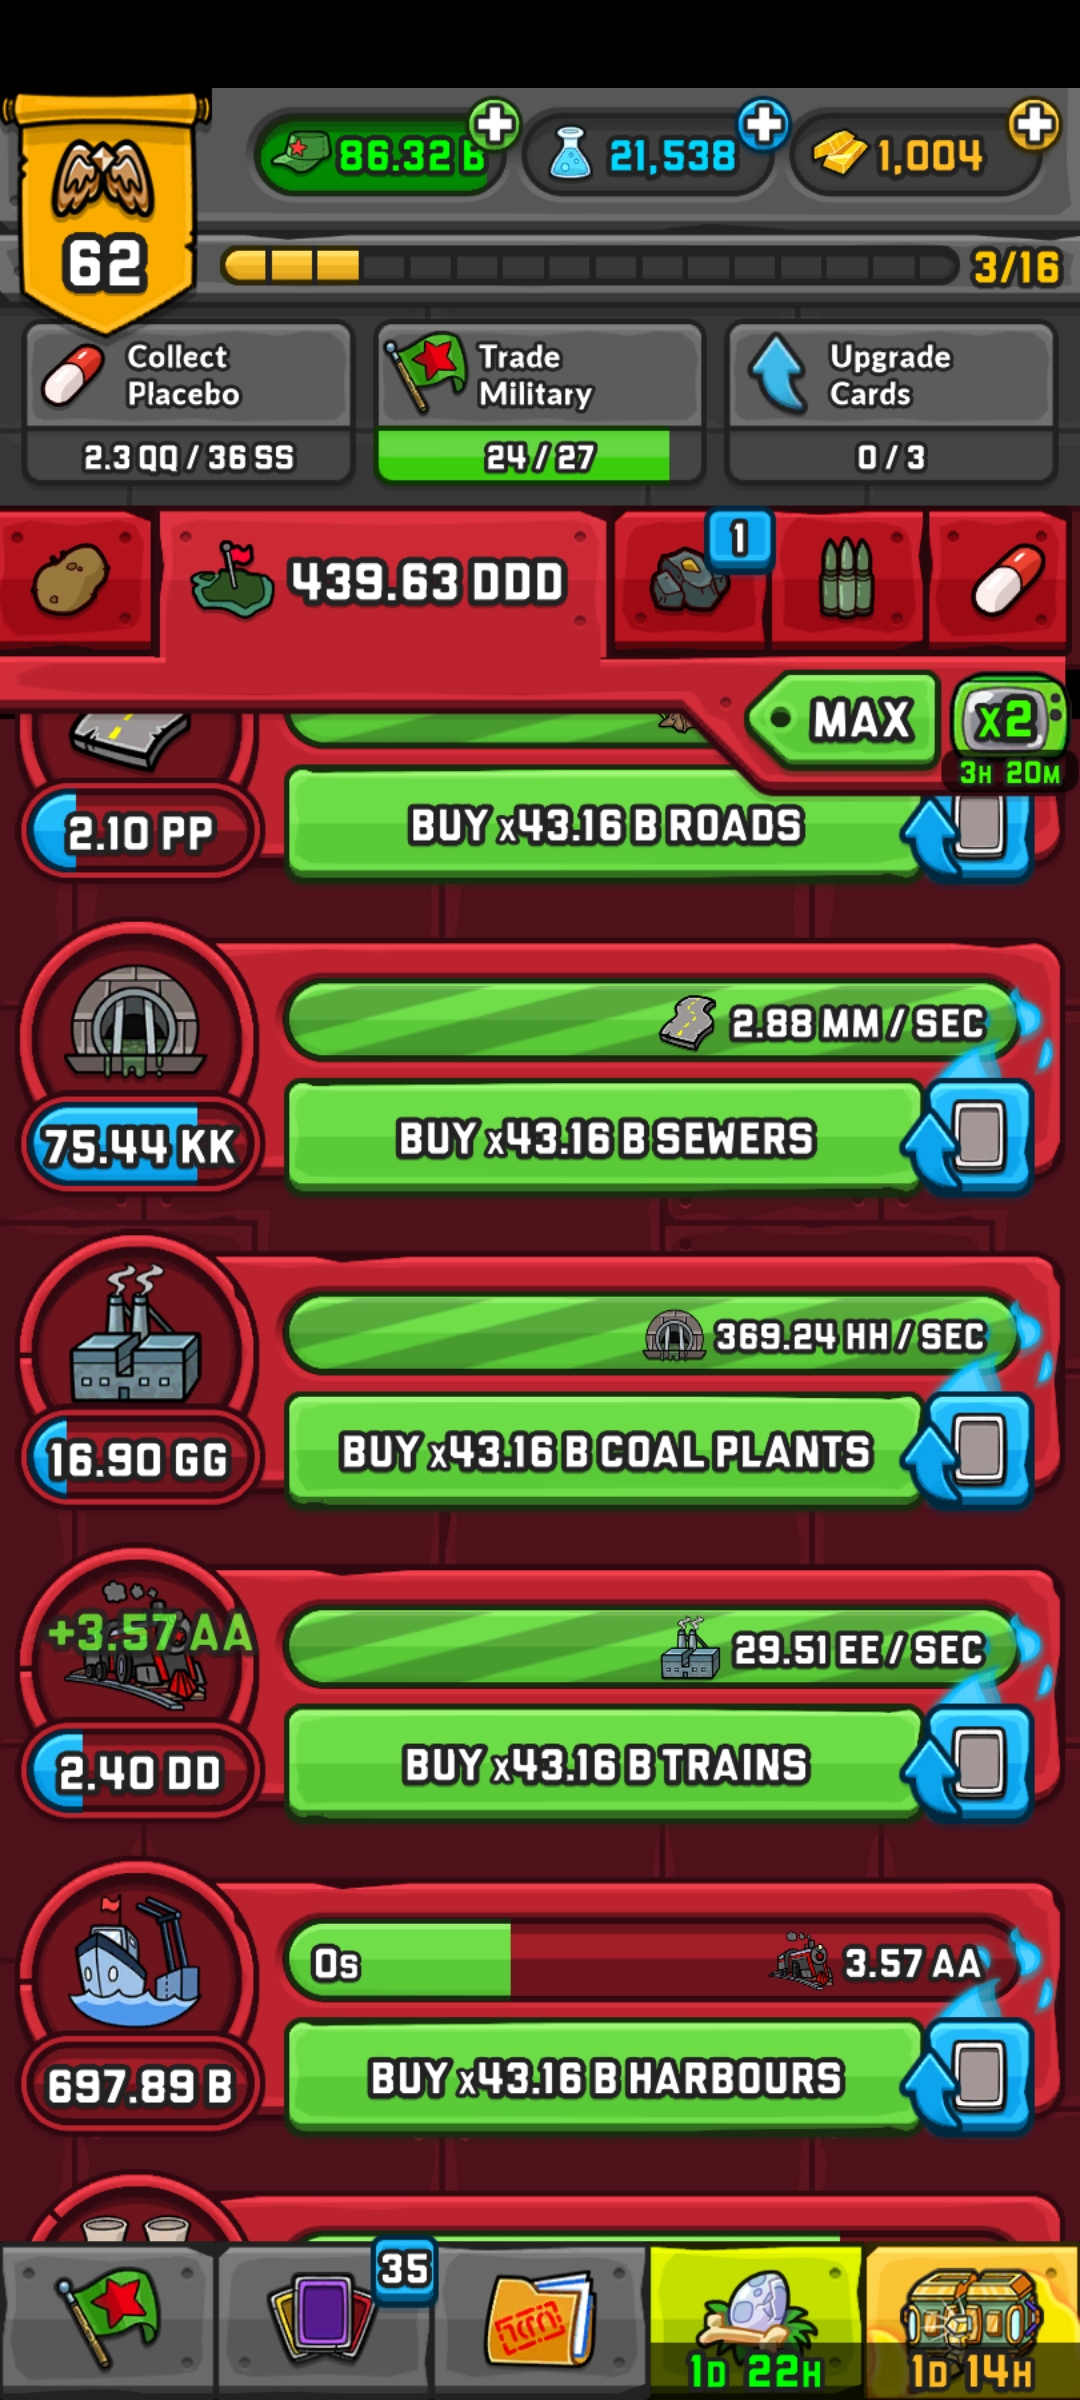 86.32 B
21,538
1,004
62
3/16
Collect
Placebo
2.3 QQ / 36 SS
Trade
Military
24 / 27
Upgrade
Cards
0 / 3
439.63 DDD
1
MAX
x2
3H 20M
2.10 PP
BUY x43.16 B ROADS
2.88 MM / SEC
75.44 KK
BUY x43.16 B SEWERS
369.24 HH / SEC
16.90 GG
BUY x43.16 B COAL PLANTS
+3.57 AA
29.51 EE / SEC
2.40 DD
BUY x43.16 B TRAINS
0s
3.57 AA
697.89 B
BUY x43.16 B HARBOURS
35
1D 22H
1D 14H